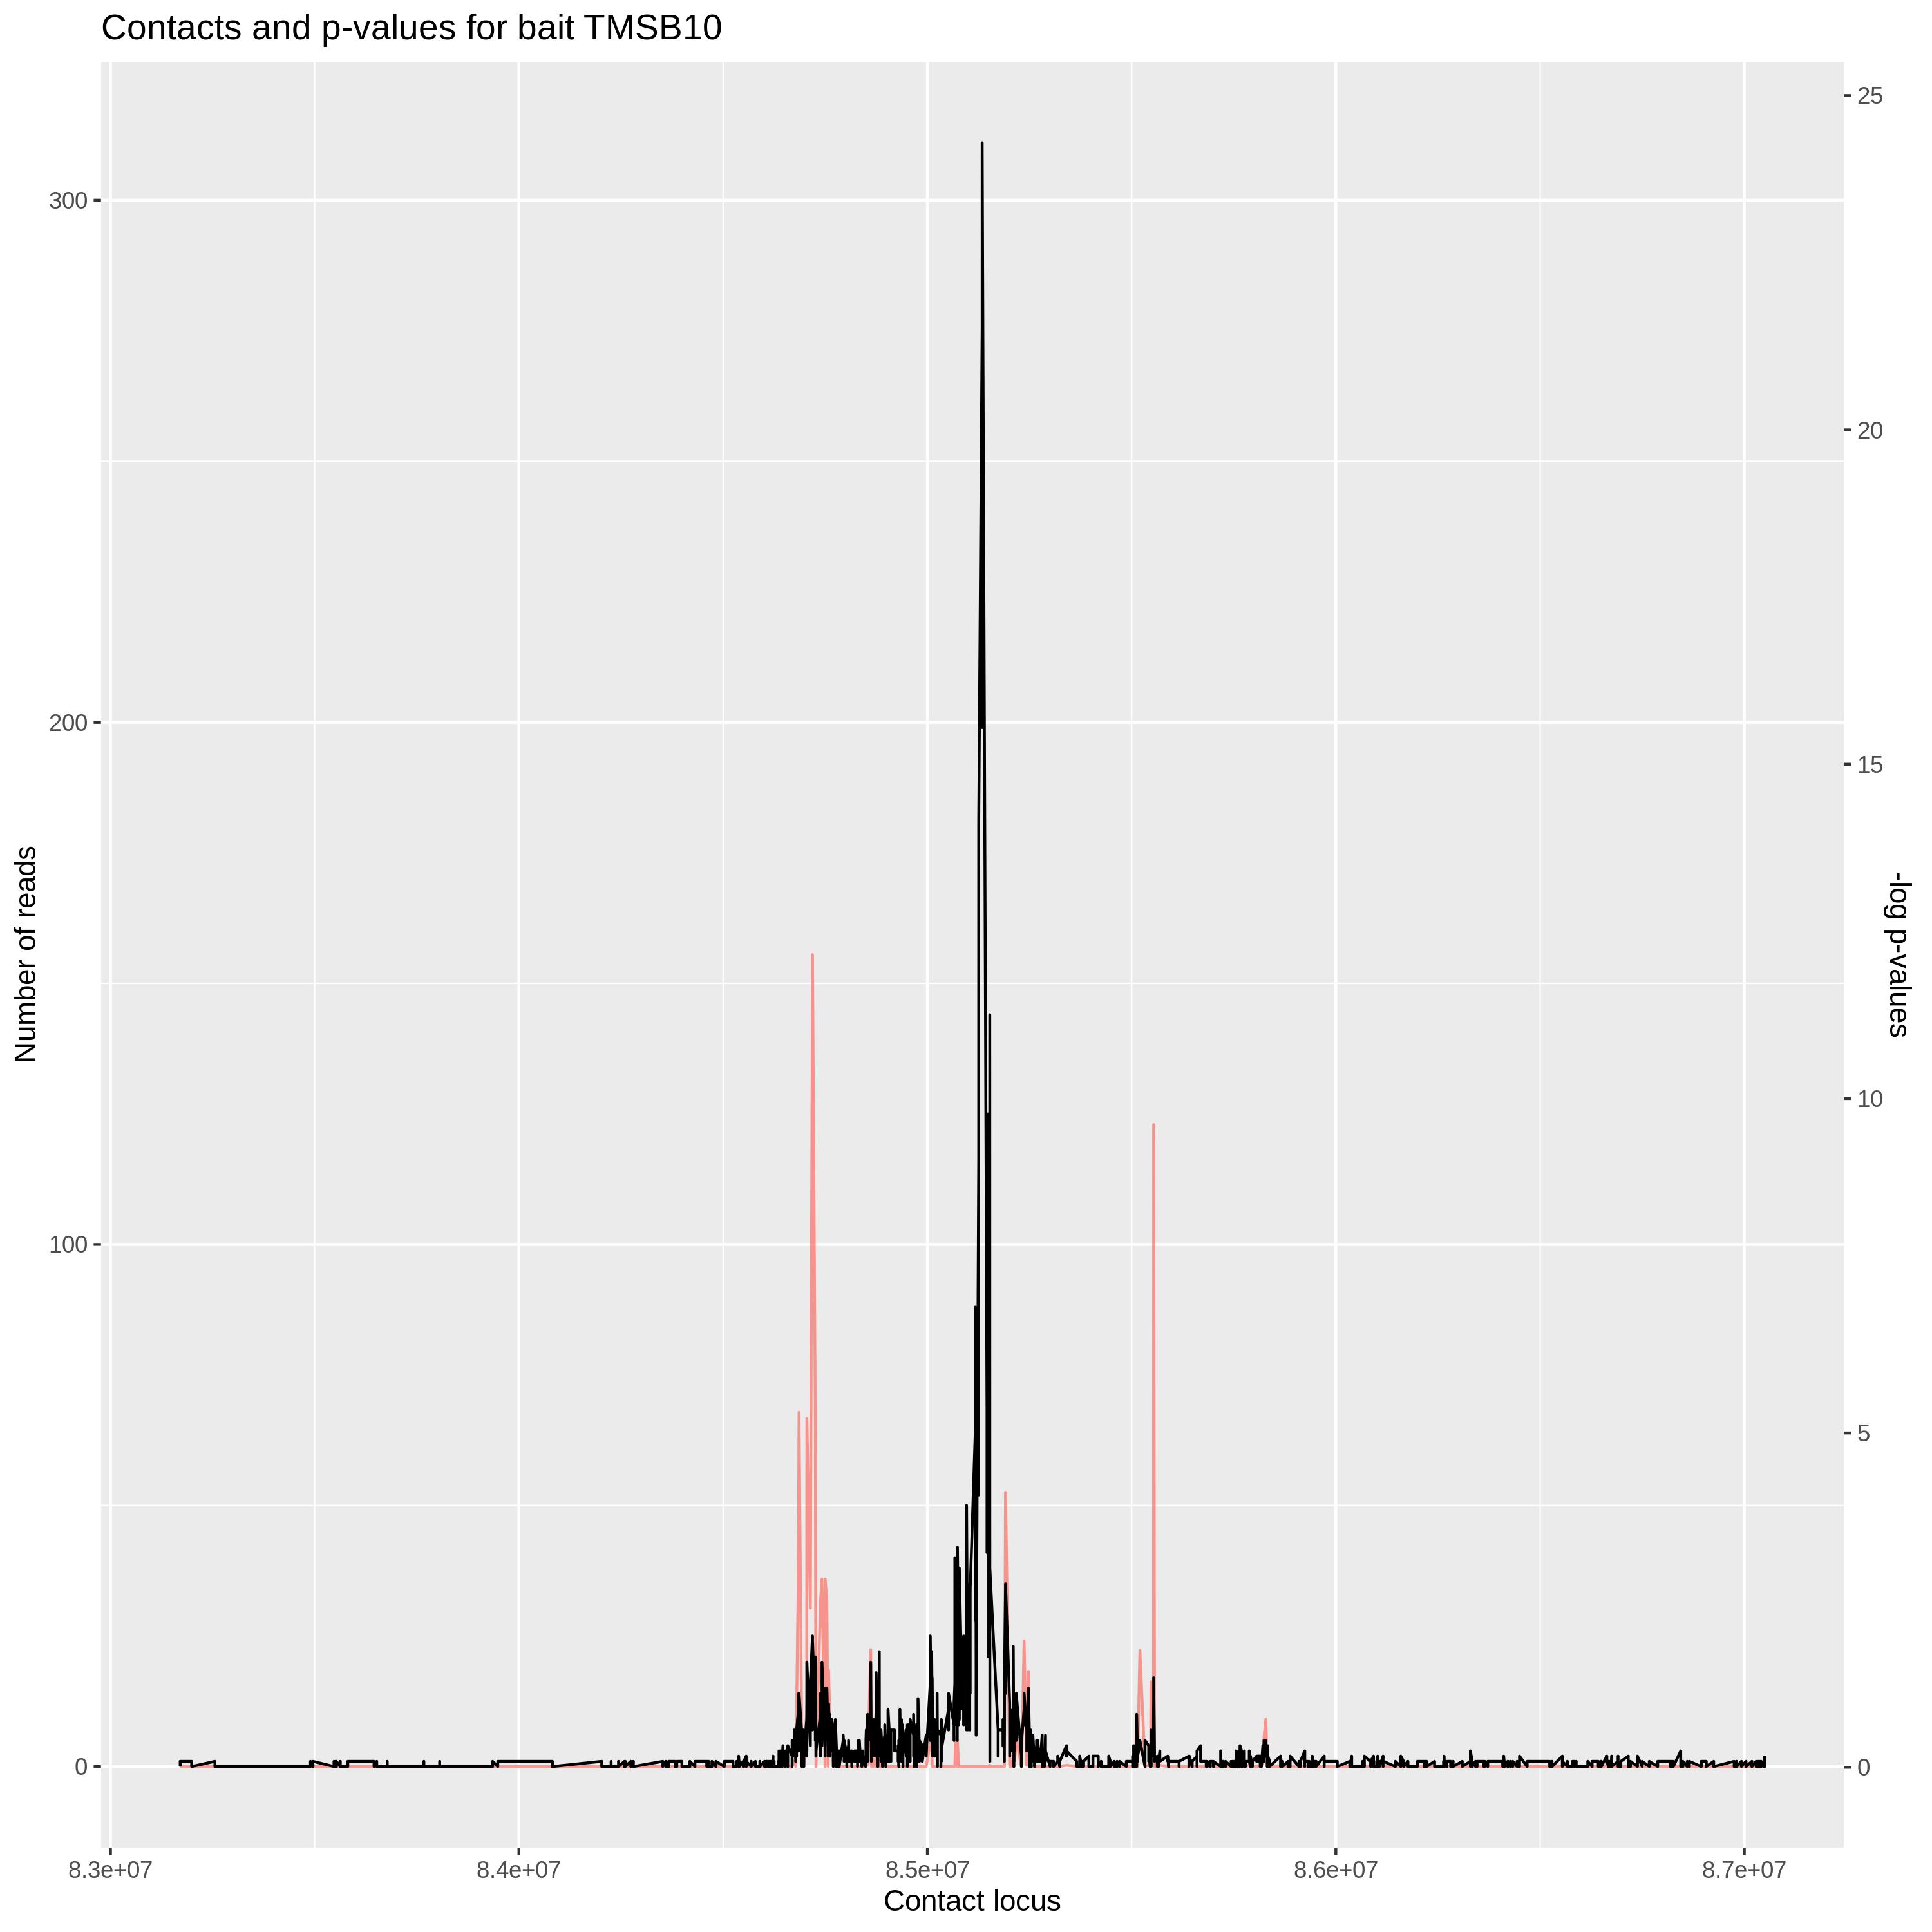 Contacts and p-values for bait TMSB10
Number of reads
300
200
100
0
25
20
15
10
5
0
-log p-values
8.3e+07 8.4e+07 8.5e+07 8.6e+07 8.7e+07
Contact locus